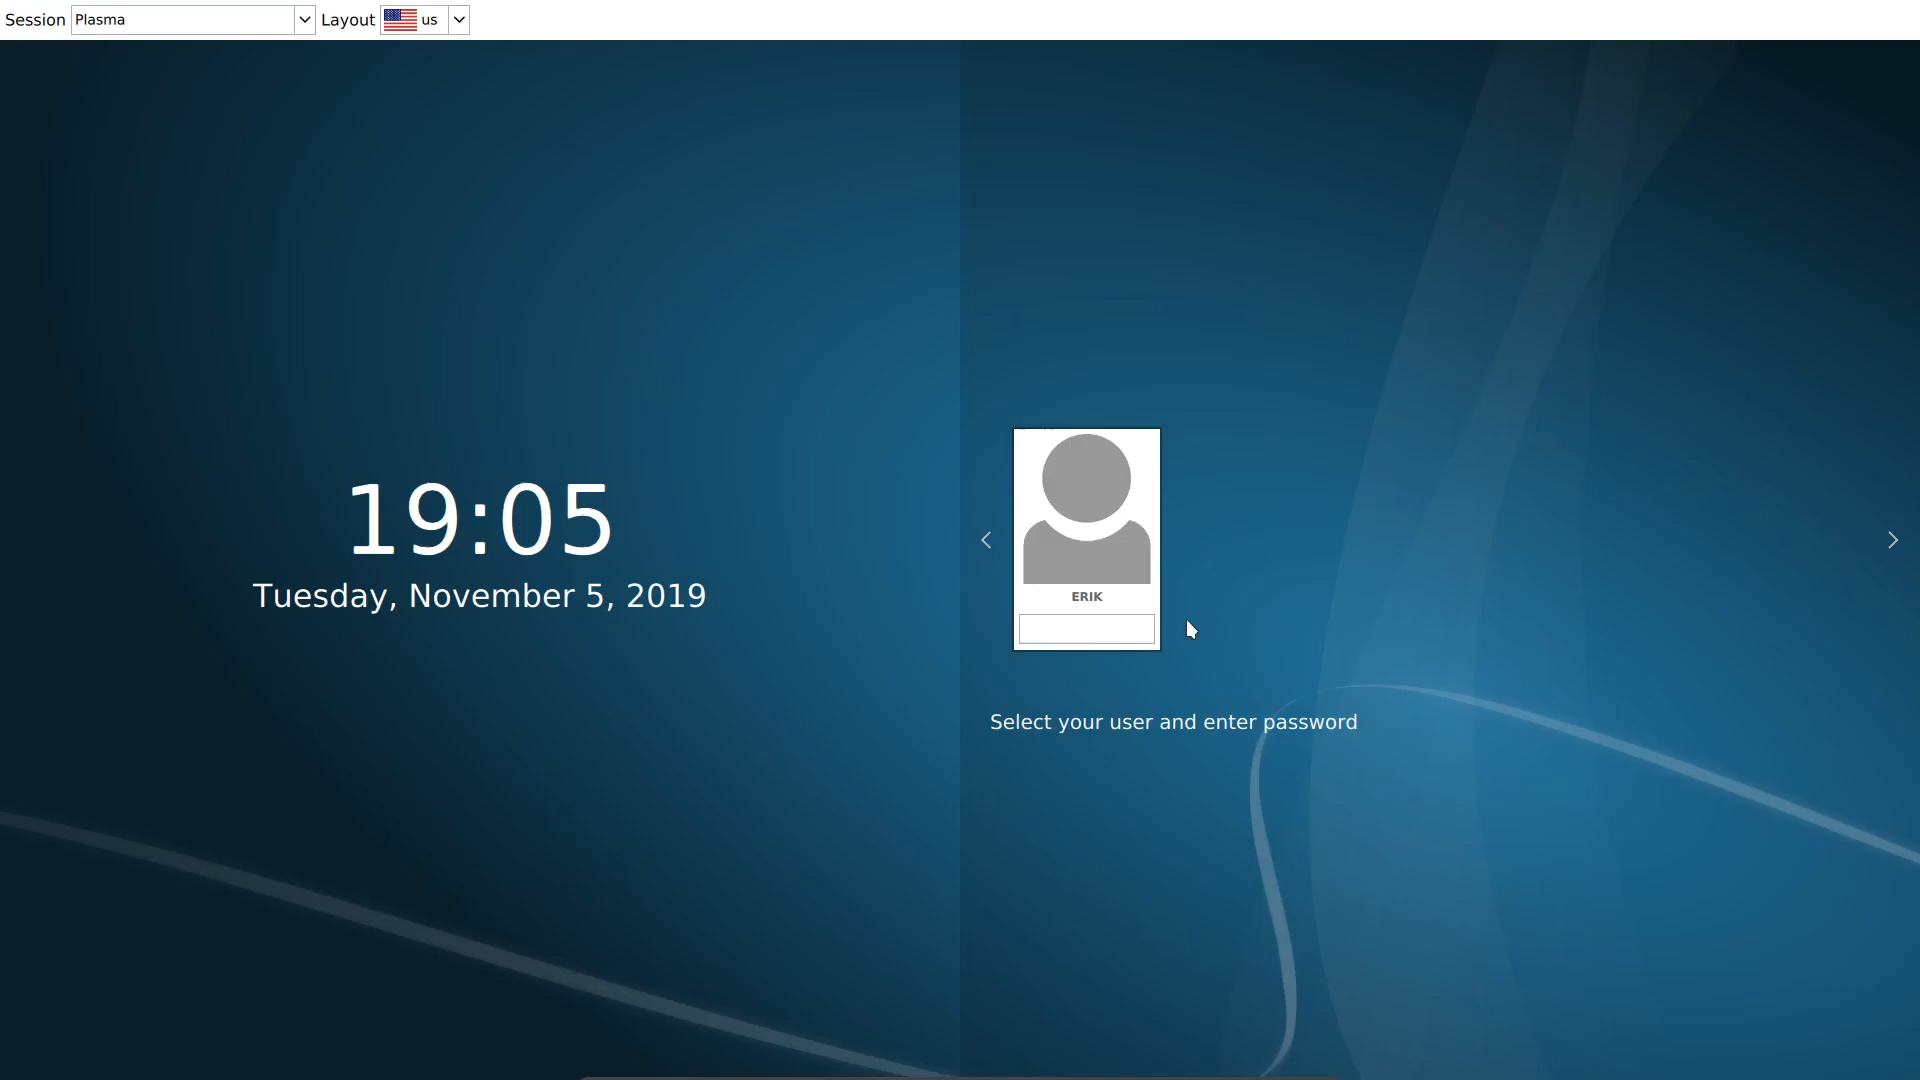 Session Plasma Layout us
19:05
Tuesday, November 5, 2019
ERIK
Select your user and enter password